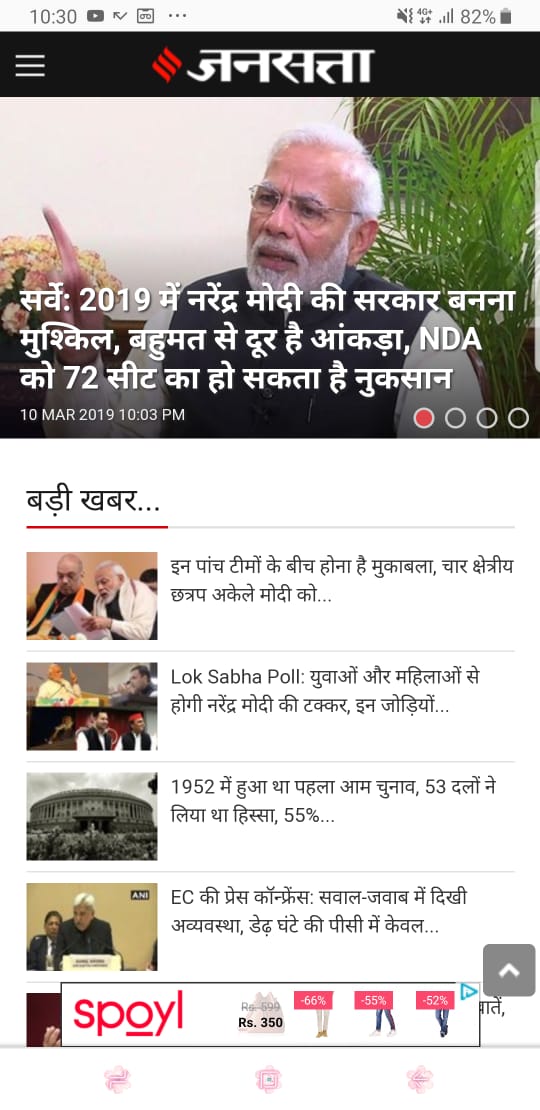 10:30
4G+ 82%
जनसत्ता
सर्वे: 2019 में नरेंद्र मोदी की सरकार बनना
मुश्किल, बहुमत से दूर है आंकड़ा, NDA
को 72 सीट का हो सकता है नुकसान
10 MAR 2019 10:03 PM
बड़ी खबर...
इन पांच टीमों के बीच होना है मुकाबला, चार क्षेत्रीय
छत्रप अकेले मोदी को...
Lok Sabha Poll: युवाओं और महिलाओं से
होगी नरेंद्र मोदी की टक्कर, इन जोड़ियों...
1952 में हुआ था पहला आम चुनाव, 53 दलों ने
लिया था हिस्सा, 55%...
ANI
EC की प्रेस कॉन्फ्रेंस: सवाल-जवाब में दिखी
अव्यवस्था, डेढ़ घंटे की पीसी में केवल...
spoyl
Rs. 599
Rs. 350
-66%
-55%
-52%